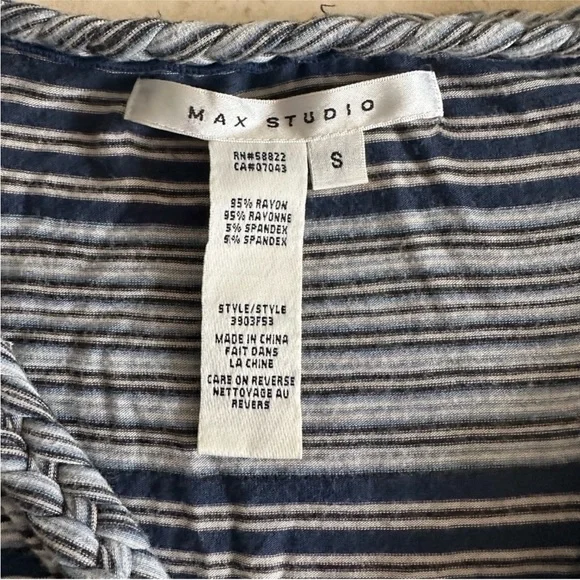 MAX STUDIO
S
RN#58822
CA#07043
95% RAYON
95% RAYONNE
5% SPANDEX
5% SPANDEX
STYLE/STYLE
3903F53
MADE IN CHINA
FAIT DANS
LA CHINE
CARE ON REVERSE
NETTOYAGE AU
REVERS